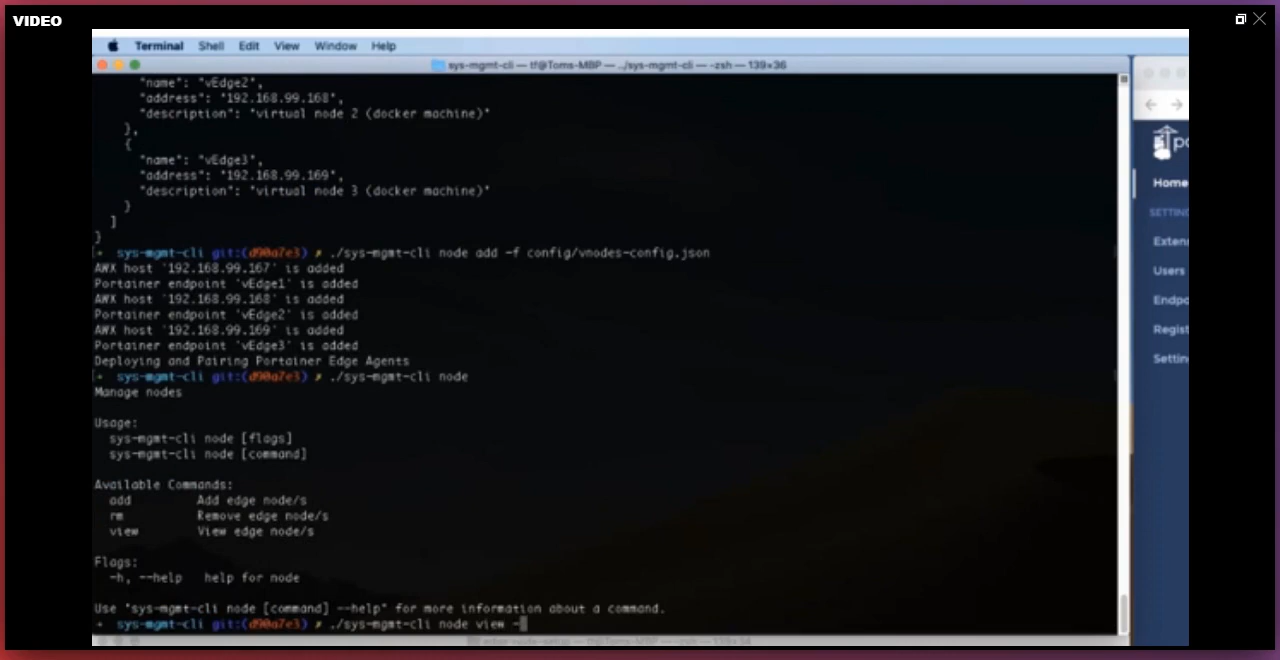 VIDEO
Terminal Shell Edit View Window Help
sys-mgmt-cli — tf@Toms-MBP — ../sys-mgmt-cli — -zsh — 139×36
"name": "vEdge2",
"address": "192.168.99.168",
"description": "virtual node 2 (docker machine)"
},
{
"name": "vEdge3",
"address": "192.168.99.169",
"description": "virtual node 3 (docker machine)"
}
]
}
sys-mgmt-cli git:(d90a7e3) ✗ ./sys-mgmt-cli node add -f config/vnodes-config.json
AWX host '192.168.99.167' is added
Portainer endpoint 'vEdge1' is added
AWX host '192.168.99.168' is added
Portainer endpoint 'vEdge2' is added
AWX host '192.168.99.169' is added
Portainer endpoint 'vEdge3' is added
Deploying and Pairing Portainer Edge Agents
sys-mgmt-cli git:(d90a7e3) ✗ ./sys-mgmt-cli node
Manage nodes
Usage:
sys-mgmt-cli node [flags]
sys-mgmt-cli node [command]
Available Commands:
add Add edge node/s
rm Remove edge node/s
view View edge node/s
Flags:
-h, --help help for node
Use "sys-mgmt-cli node [command] --help" for more information about a command.
sys-mgmt-cli git:(d90a7e3) ✗ ./sys-mgmt-cli node view -
Home
SETTING
Exten
Users
Endpo
Regist
Settin